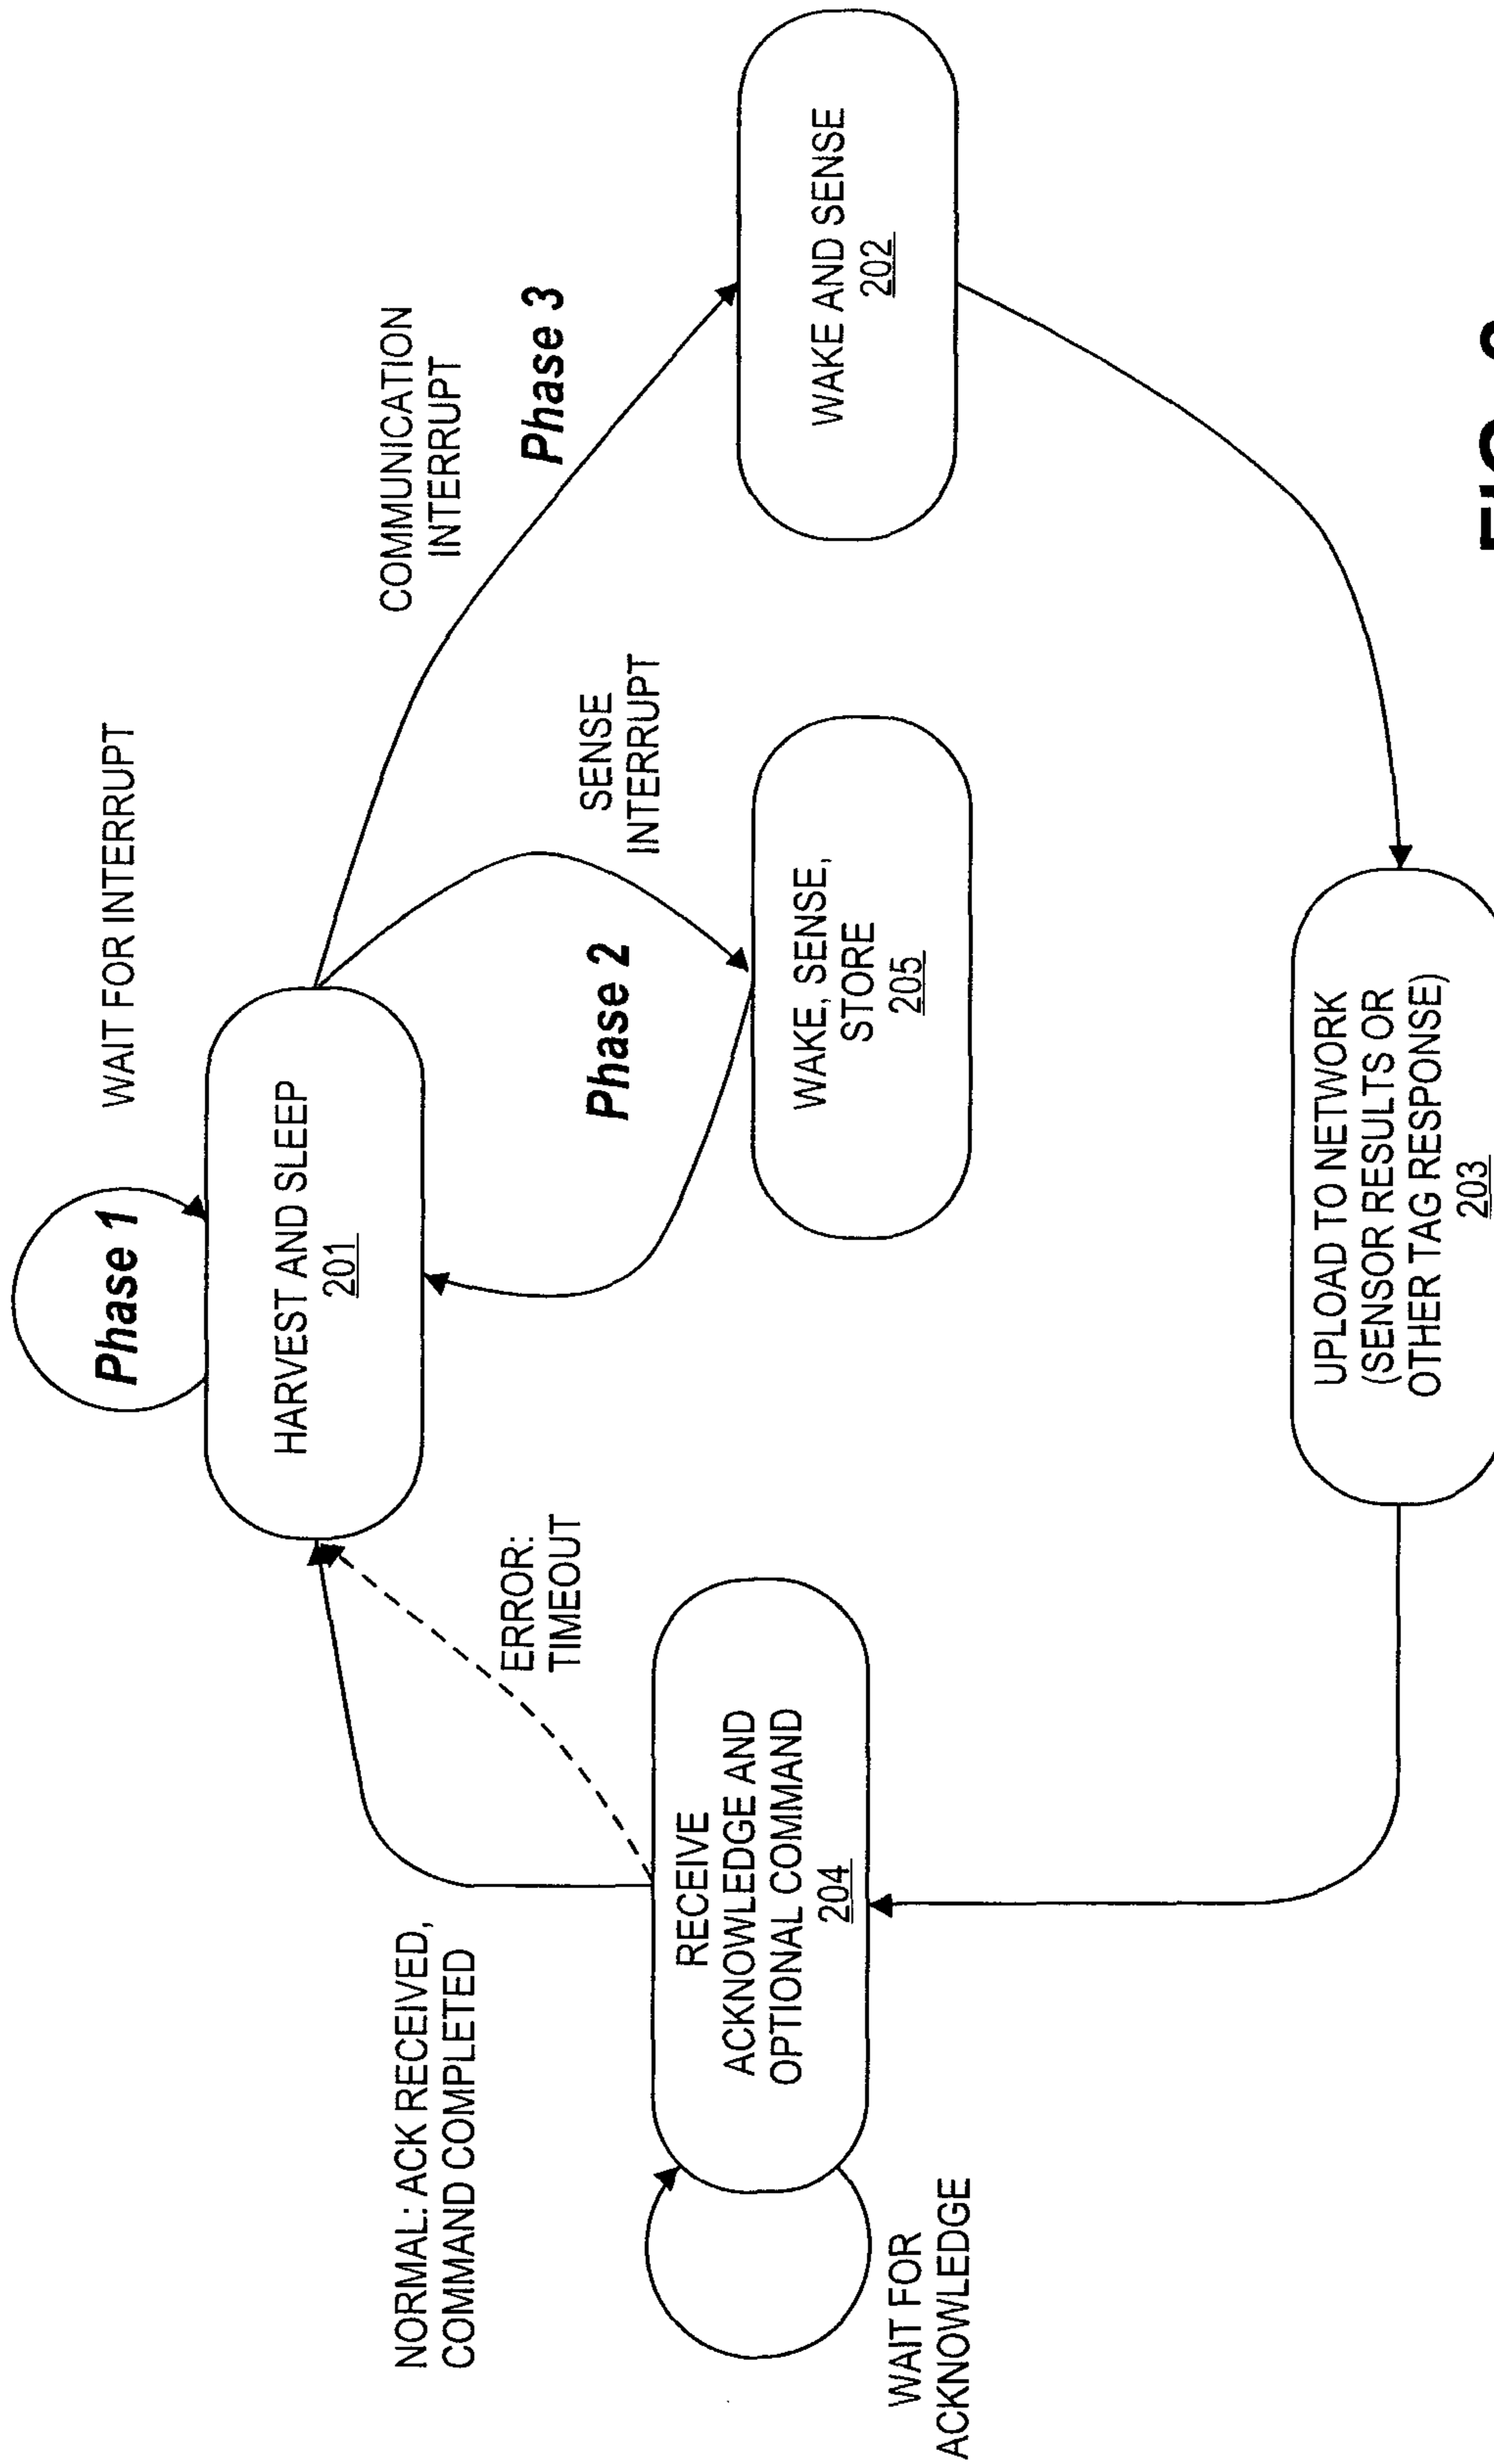 WAIT FOR INTERRUPT
Phase 1
HARVEST AND SLEEP
201
COMMUNICATION
INTERRUPT
Phase 3
SENSE
INTERRUPT
Phase 2
WAKE AND SENSE
202
WAKE, SENSE,
STORE
205
NORMAL: ACK RECEIVED,
COMMAND COMPLETED
ERROR:
TIMEOUT
RECEIVE
ACKNOWLEDGE AND
OPTIONAL COMMAND
204
WAIT FOR
ACKNOWLEDGE
UPLOAD TO NETWORK
(SENSOR RESULTS OR
OTHER TAG RESPONSE)
203